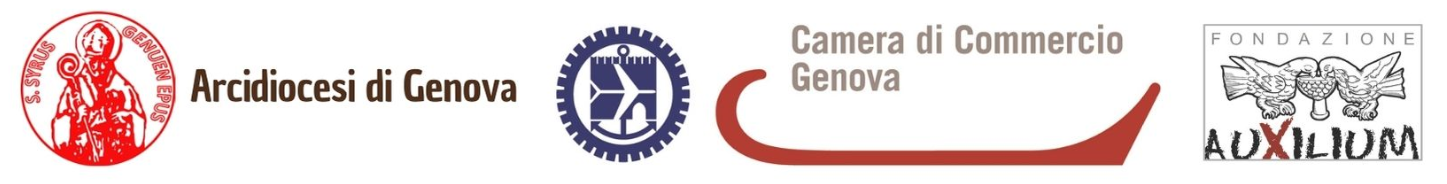 S. SYRUS GENUEN EPUS
Arcidiocesi di Genova
Camera di Commercio
Genova
FONDAZIONE
AUXILIUM